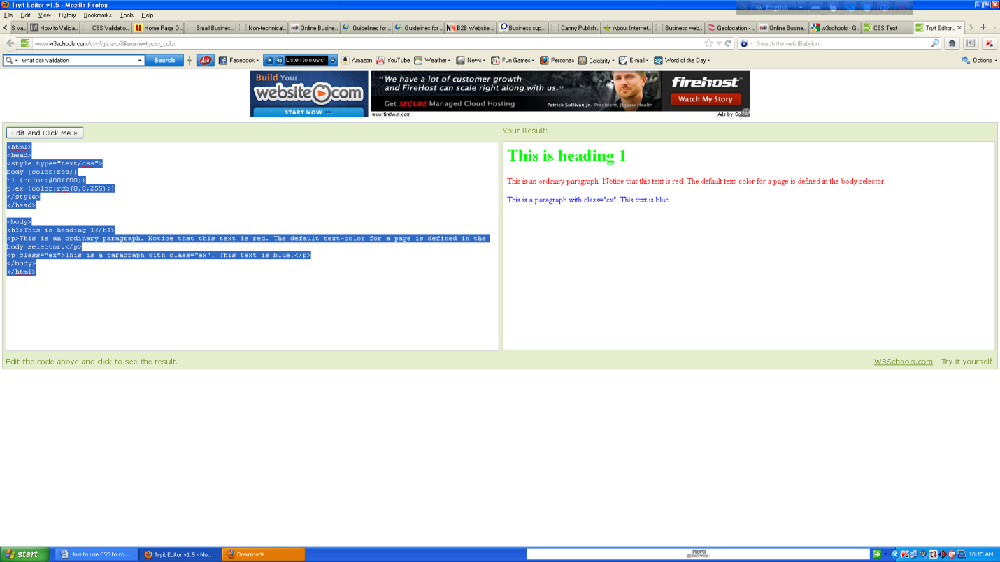 Tryit Editor v1.5 - Mozilla Firefox
English
File Edit View History Bookmarks Tools Help
S va.. How to Valida.. CSS Validatio.. Home Page D.. Small Business.. Non-technical.. Online Busine.. Guidelines for .. Guidelines for .. B2B Website .. Business sup.. Canny Publish.. About Internet.. Business web.. Geolocation -.. Online Busine.. w3schools - G.. CSS Text Tryit Editor..
www.w3schools.com/css/tryit.asp?filename=trycss_color Search the web (Babylon)
what css validation Search Ask Facebook Listen to music Amazon YouTube Weather News Fun Games Personas Celebrity E-mail Word of the Day Options
Build Your
website.com
START NOW
"We have a lot of customer growth
and FireHost can scale right along with us."
Get SECURE Managed Cloud Hosting Patrick Sullivan Jr. President, Jigsaw Health
firehost
Watch My Story
www.firehost.com Ads by Go
Edit and Click Me »
<html>
<head>
<style type="text/css">
body {color:red;}
h1 {color:#00ff00;}
p.ex {color:rgb(0,0,255);}
</style>
</head>
<body>
<h1>This is heading 1</h1>
<p>This is an ordinary paragraph. Notice that this text is red. The default text-color for a page is defined in the
body selector.</p>
<p class="ex">This is a paragraph with class="ex". This text is blue.</p>
</body>
</html>
Your Result:
This is heading 1
This is an ordinary paragraph. Notice that this text is red. The default text-color for a page is defined in the body selector.
This is a paragraph with class="ex". This text is blue.
Edit the code above and click to see the result. W3Schools.com - Try it yourself
start How to use CSS to co... Tryit Editor v1.5 - Mo... Downloads nero SEARCH 10:15 AM